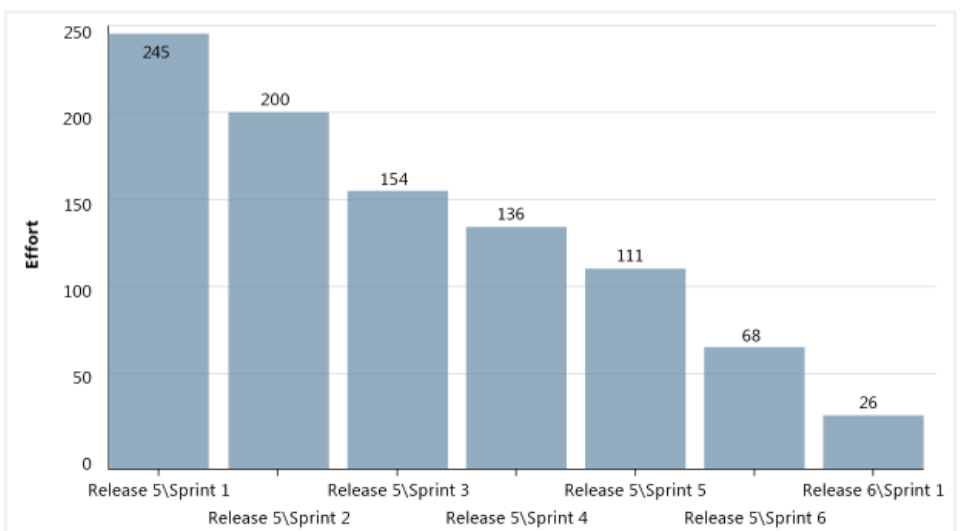 250
245
200
200
154
150
136
111
100
68
50
26
0
Effort
Release 5\Sprint 1
Release 5\Sprint 2
Release 5\Sprint 3
Release 5\Sprint 4
Release 5\Sprint 5
Release 5\Sprint 6
Release 6\Sprint 1